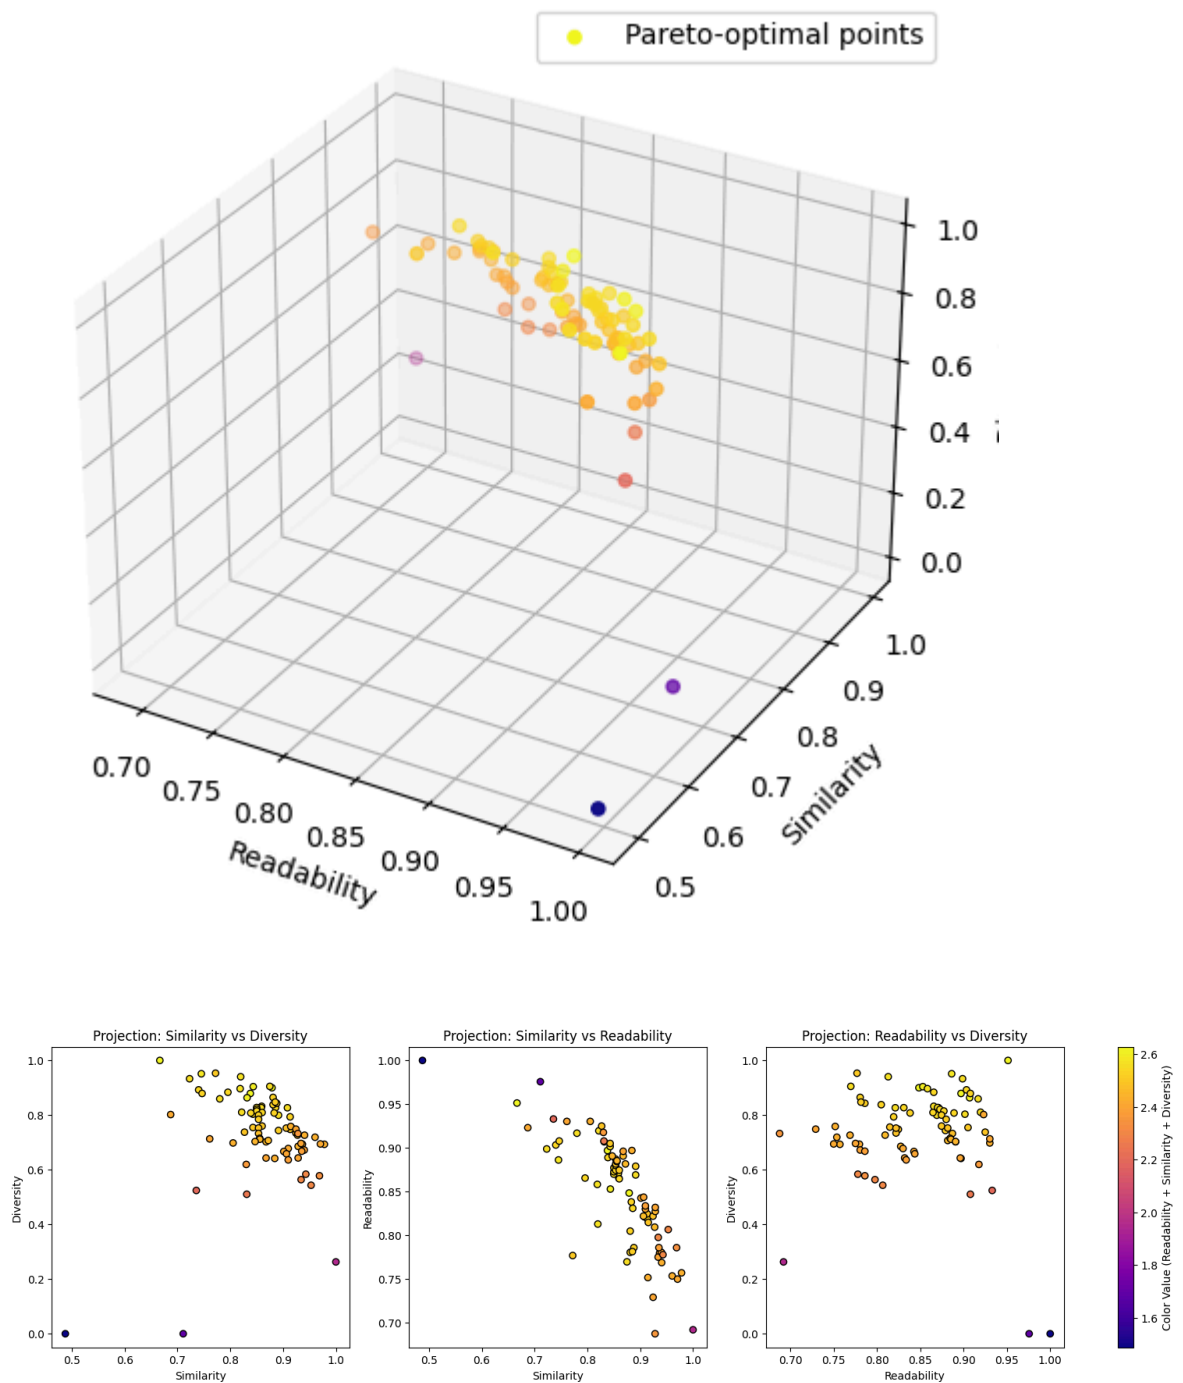 Pareto-optimal points
1.0
0.8
0.6
0.4
0.2
0.0
1.0
0.9
0.8
0.7
0.6
0.5
Similarity
0.70
0.75
0.80
0.85
0.90
0.95
1.00
Readability
Projection: Similarity vs Diversity
1.0
0.8
0.6
0.4
0.2
0.0
Diversity
0.5 0.6 0.7 0.8 0.9 1.0
Similarity
Projection: Similarity vs Readability
1.00
0.95
0.90
0.85
0.80
0.75
0.70
Readability
0.5 0.6 0.7 0.8 0.9 1.0
Similarity
Projection: Readability vs Diversity
1.0
0.8
0.6
0.4
0.2
0.0
Diversity
0.70 0.75 0.80 0.85 0.90 0.95 1.00
Readability
2.6
2.4
2.2
2.0
1.8
1.6
Color Value (Readability + Similarity + Diversity)